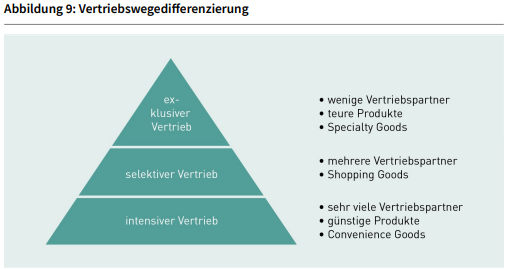 Abbildung 9: Vertriebswegedifferenzierung
ex-
klusiver
Vertrieb
• wenige Vertriebspartner
• teure Produkte
• Specialty Goods
selektiver Vertrieb
• mehrere Vertriebspartner
• Shopping Goods
intensiver Vertrieb
• sehr viele Vertriebspartner
• günstige Produkte
• Convenience Goods